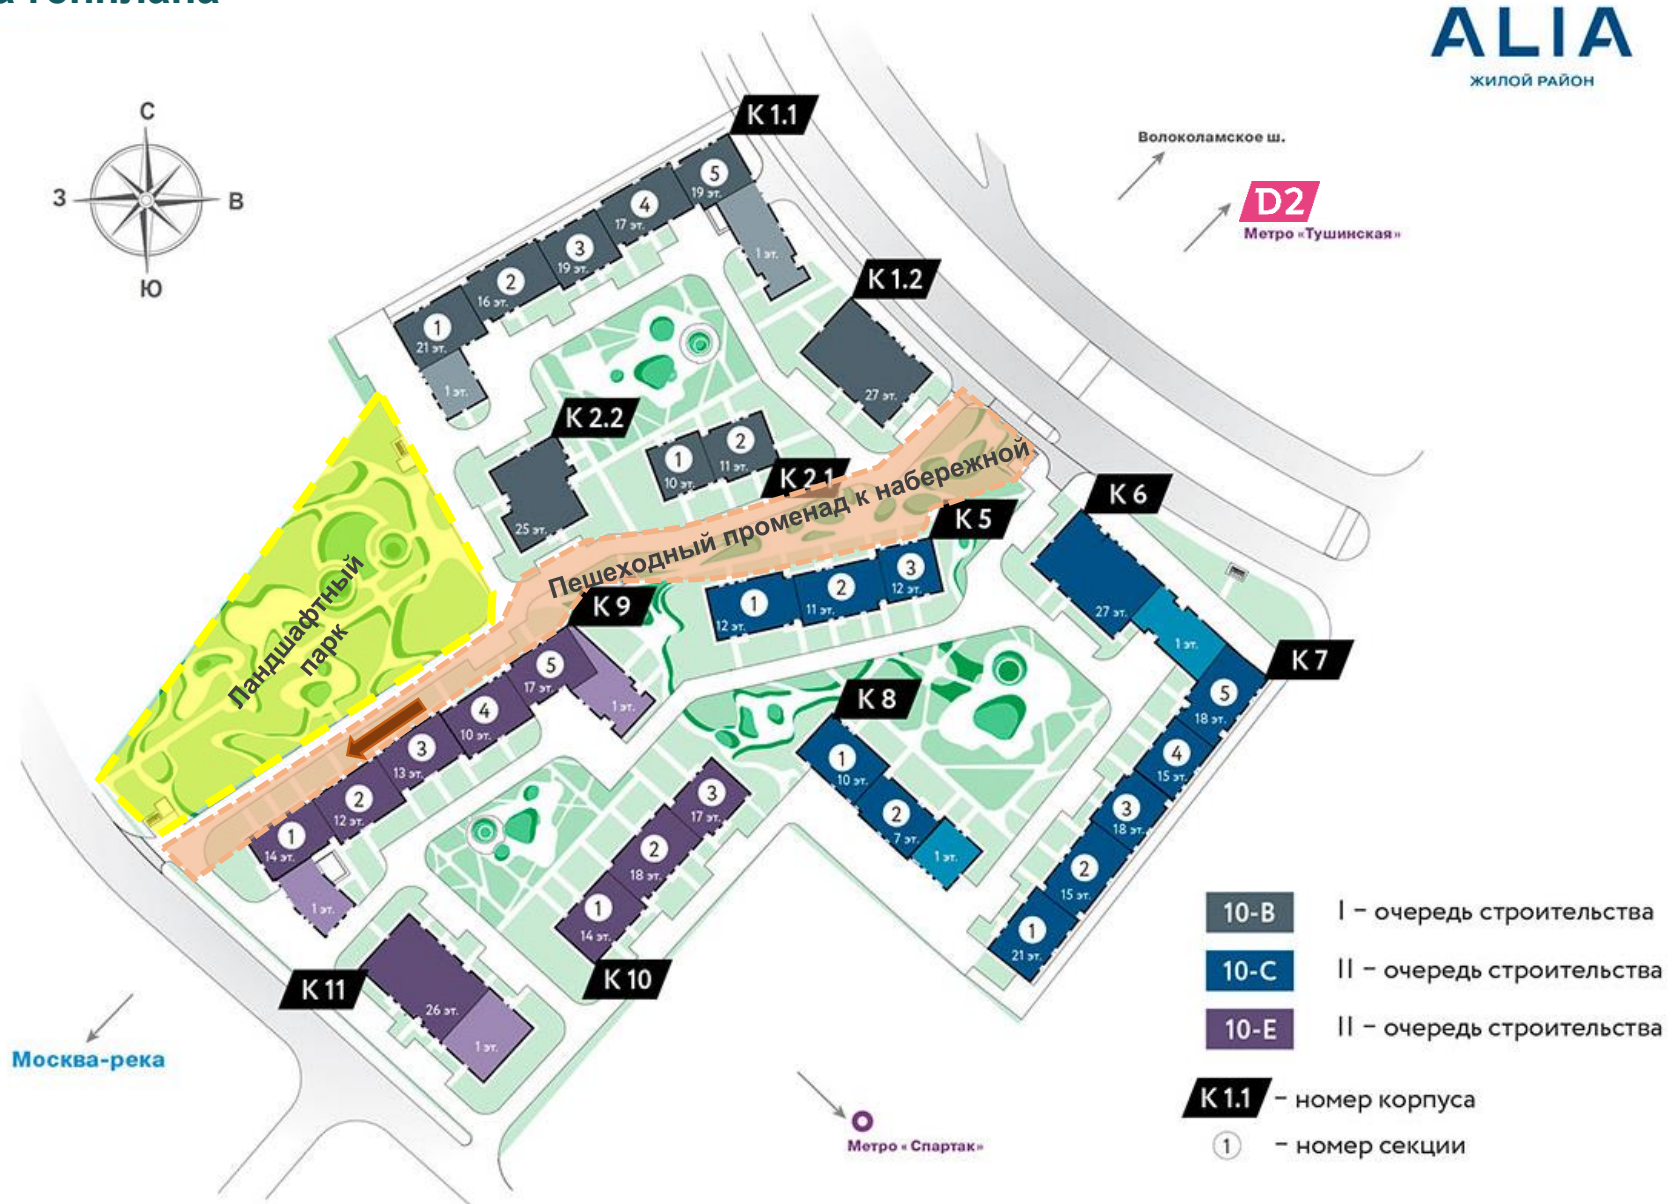 ALIA
ЖИЛОЙ РАЙОН
С
З
В
Ю
Волоколамское ш.
D2
Метро «Тушинская»
К 1.1
5
19 эт.
4
17 эт.
3
19 эт.
2
16 эт.
1
21 эт.
1 эт.
1 эт.
К 1.2
27 эт.
К 2.2
25 эт.
1
10 эт.
2
11 эт.
К 2.1
Пешеходный променад к набережной
Ландшафтный
парк
К 5
1
12 эт.
2
11 эт.
3
12 эт.
К 6
27 эт.
1 эт.
К 7
5
18 эт.
4
15 эт.
3
18 эт.
2
15 эт.
1
21 эт.
К 8
1
10 эт.
2
7 эт.
1 эт.
К 9
5
17 эт.
1 эт.
4
10 эт.
3
13 эт.
2
12 эт.
1
14 эт.
1 эт.
3
17 эт.
2
18 эт.
1
14 эт.
К 10
К 11
26 эт.
1 эт.
Москва-река
Метро «Спартак»
10-В
I – очередь строительства
10-С
II – очередь строительства
10-Е
II – очередь строительства
К 1.1 – номер корпуса
1 – номер секции